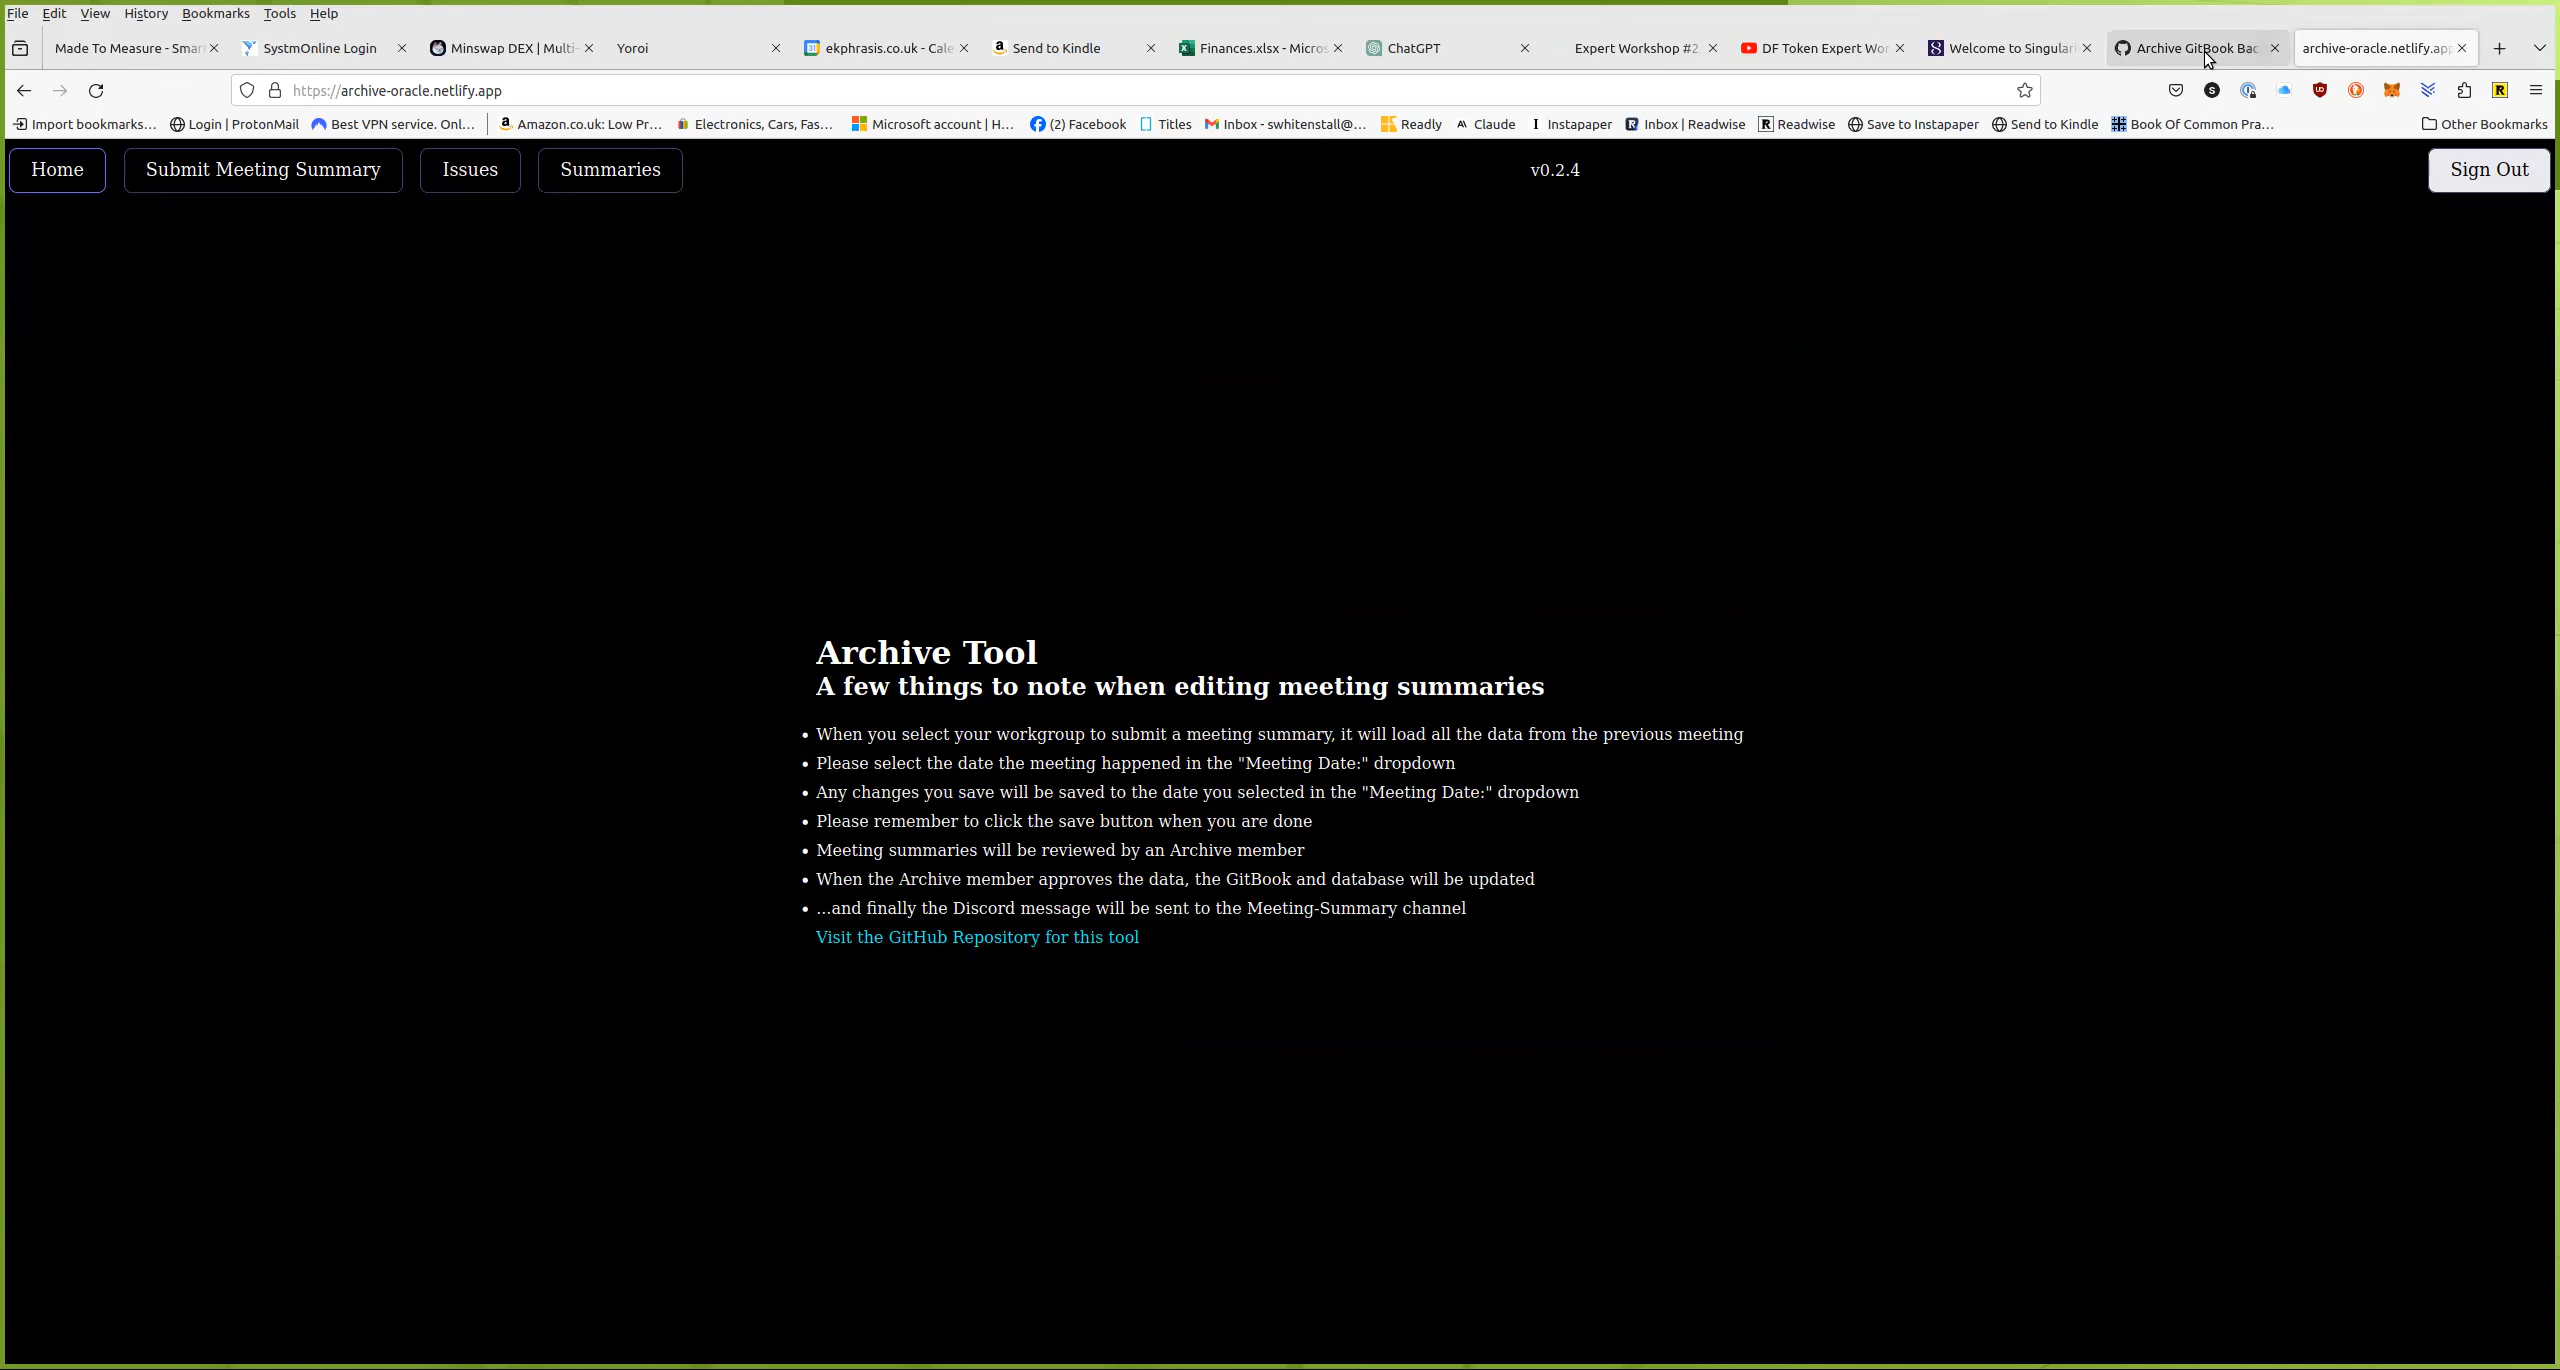 File Edit View History Bookmarks Tools Help
Made To Measure - Smar SystmOnline Login Minswap DEX | Multi- Yoroi ekphrasis.co.uk - Cale Send to Kindle Finances.xlsx - Micros ChatGPT Expert Workshop #2 DF Token Expert Wor Welcome to Singulari Archive GitBook Bac archive-oracle.netlify.app
https://archive-oracle.netlify.app
Import bookmarks... Login | ProtonMail Best VPN service. Onl... Amazon.co.uk: Low Pr... Electronics, Cars, Fas... Microsoft account | H... (2) Facebook Titles Inbox - swhitenstall@... Readly Claude Instapaper Inbox | Readwise Readwise Save to Instapaper Send to Kindle Book Of Common Pra... Other Bookmarks
Home Submit Meeting Summary Issues Summaries v0.2.4 Sign Out
Archive Tool
A few things to note when editing meeting summaries
• When you select your workgroup to submit a meeting summary, it will load all the data from the previous meeting
• Please select the date the meeting happened in the "Meeting Date:" dropdown
• Any changes you save will be saved to the date you selected in the "Meeting Date:" dropdown
• Please remember to click the save button when you are done
• Meeting summaries will be reviewed by an Archive member
• When the Archive member approves the data, the GitBook and database will be updated
• ...and finally the Discord message will be sent to the Meeting-Summary channel
Visit the GitHub Repository for this tool